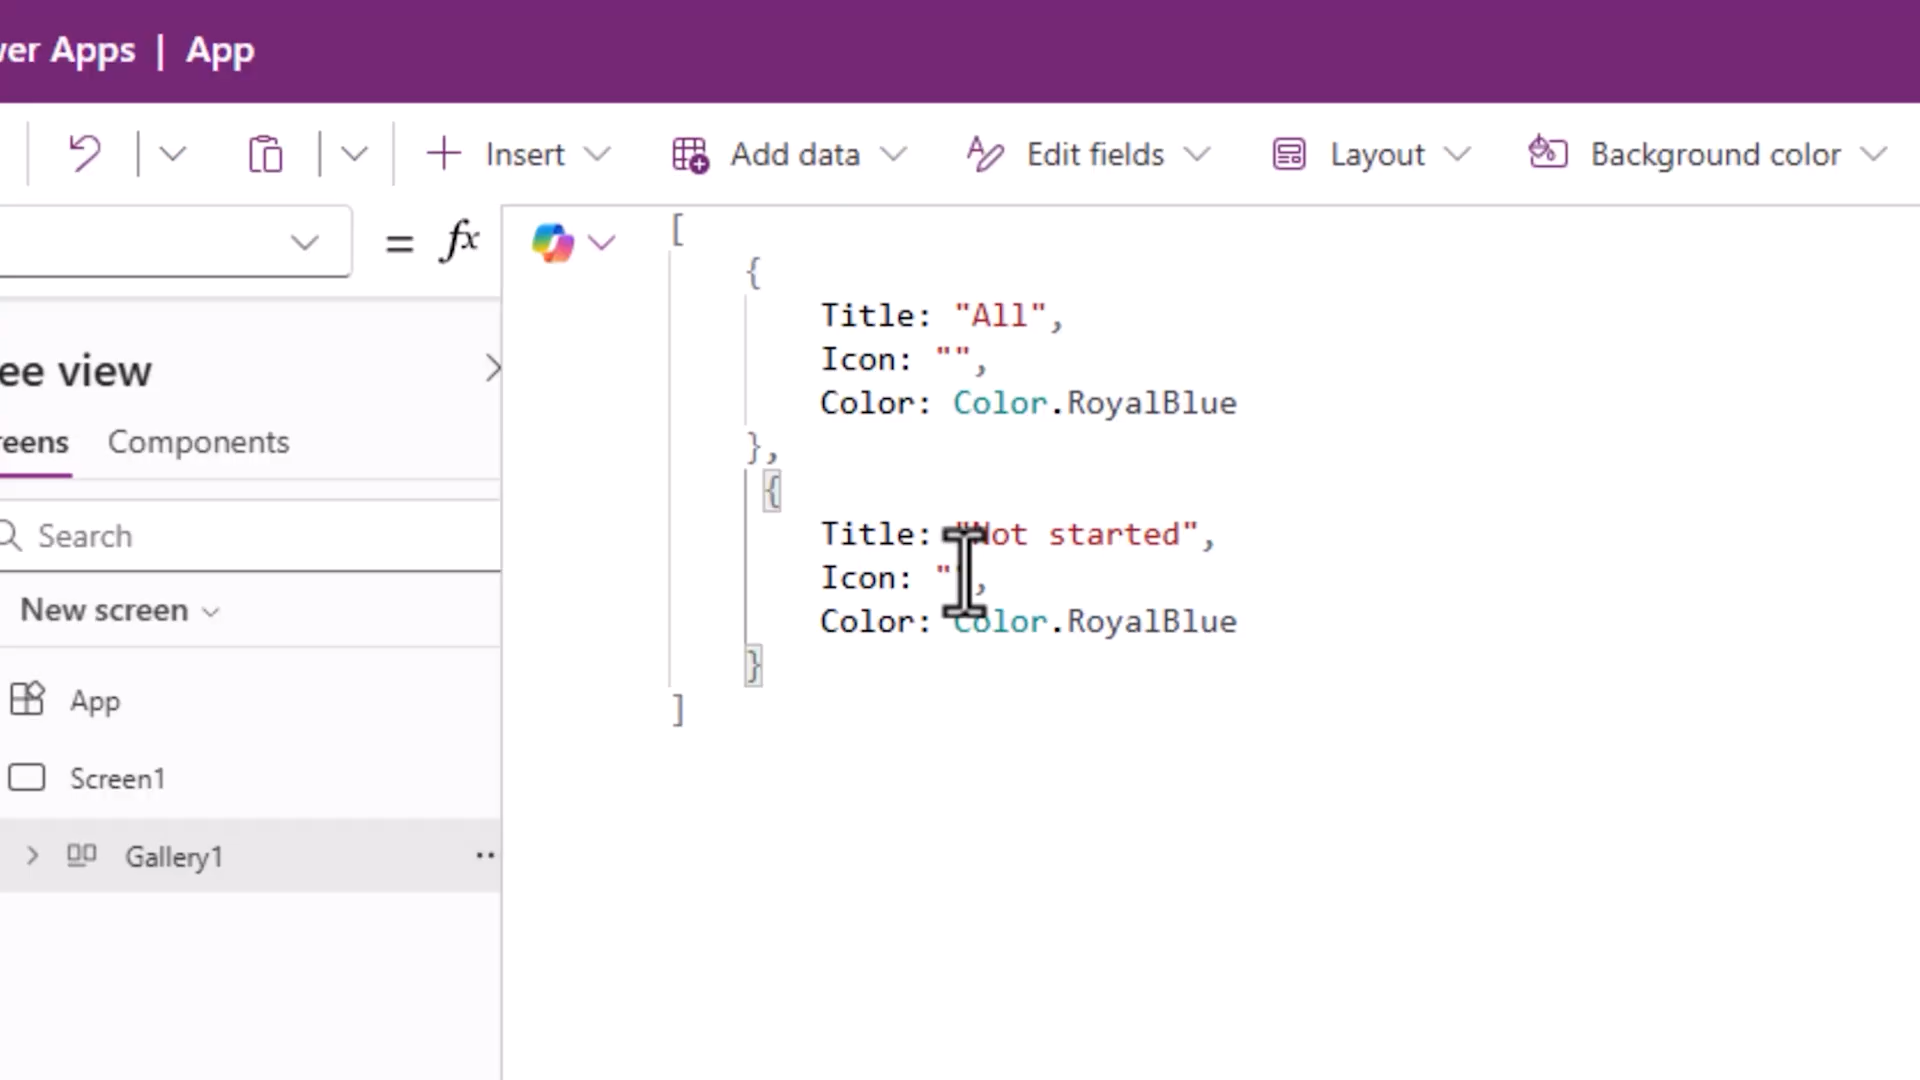 er Apps | App
Insert
Add data
Edit fields
Layout
Background color
= fx
[
{
Title: "All",
Icon: "",
Color: Color.RoyalBlue
},
{
Title: "Not started",
Icon: "",
Color: Color.RoyalBlue
}
]
ee view
reens
Components
Search
New screen
App
Screen1
Gallery1